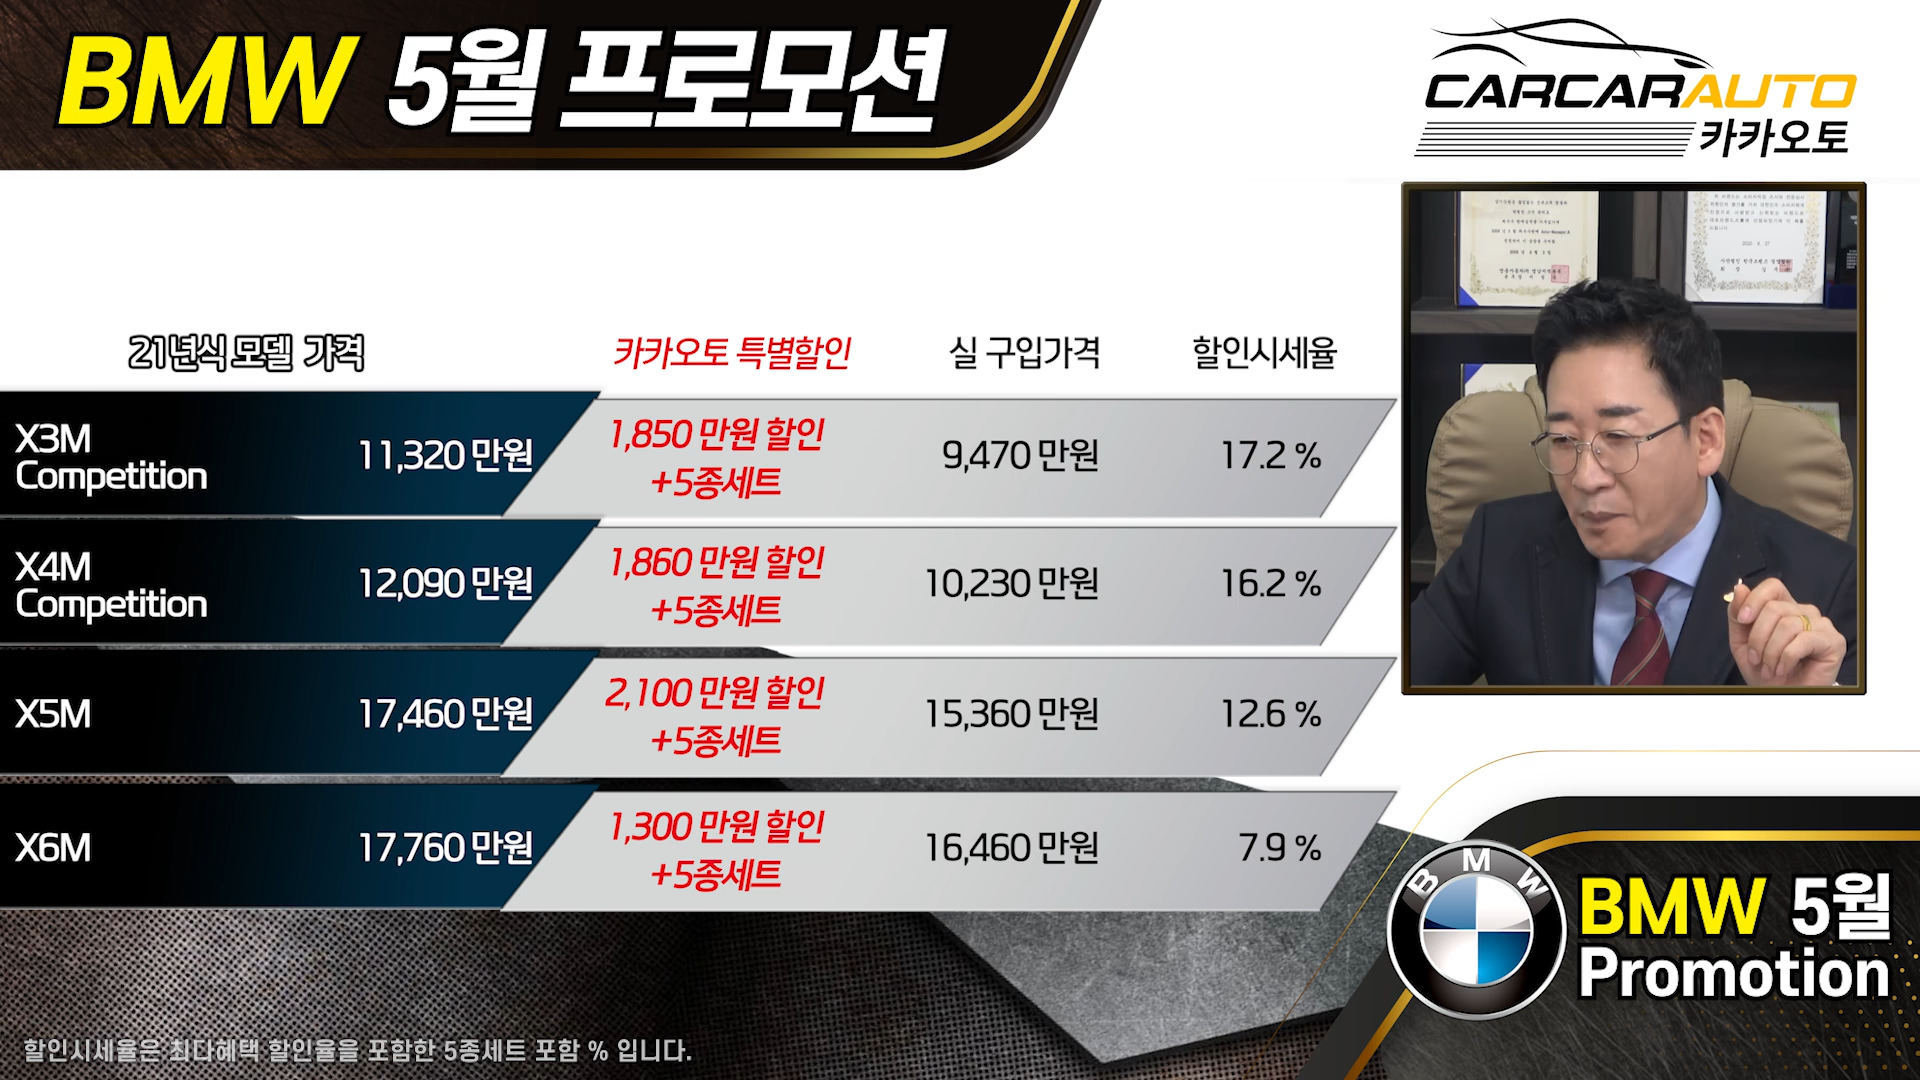 BMW 5월 프로모션
CARCARAUTO
카카오토
21년식 모델 가격
카카오토 특별할인
실 구입가격
할인시세율
X3M
Competition
11,320 만원
1,850 만원 할인
+5종세트
9,470 만원
17.2 %
X4M
Competition
12,090 만원
1,860 만원 할인
+5종세트
10,230 만원
16.2 %
X5M
17,460 만원
2,100 만원 할인
+5종세트
15,360 만원
12.6 %
X6M
17,760 만원
1,300 만원 할인
+5종세트
16,460 만원
7.9 %
BMW
BMW 5월
Promotion
할인시세율은 최다혜택 할인율을 포함한 5종세트 포함 % 입니다.